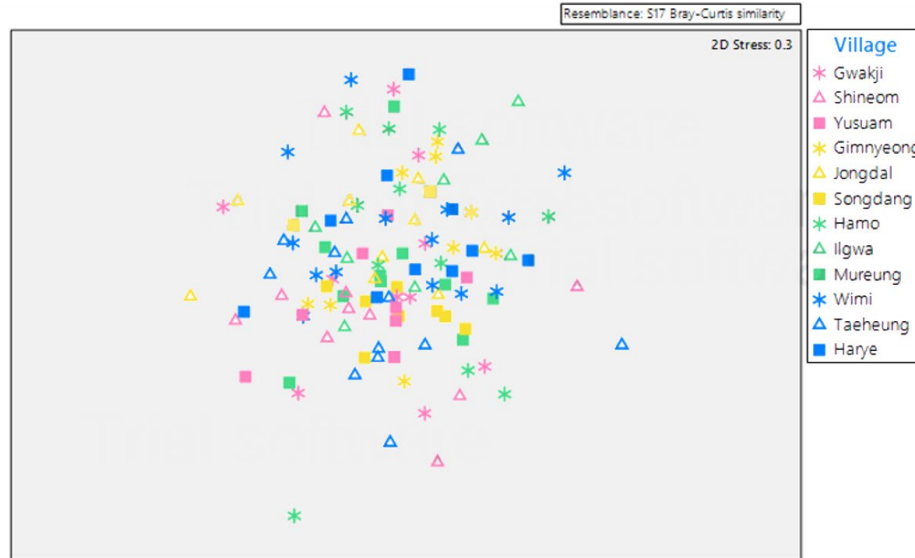 Resemblance: S17 Bray-Curtis similarity
2D Stress: 0.3
Village
Gwakji
Shineom
Yusuam
Gimnyeong
Jongdal
Songdang
Hamo
Ilgwa
Mureung
Wimi
Taeheung
Harye